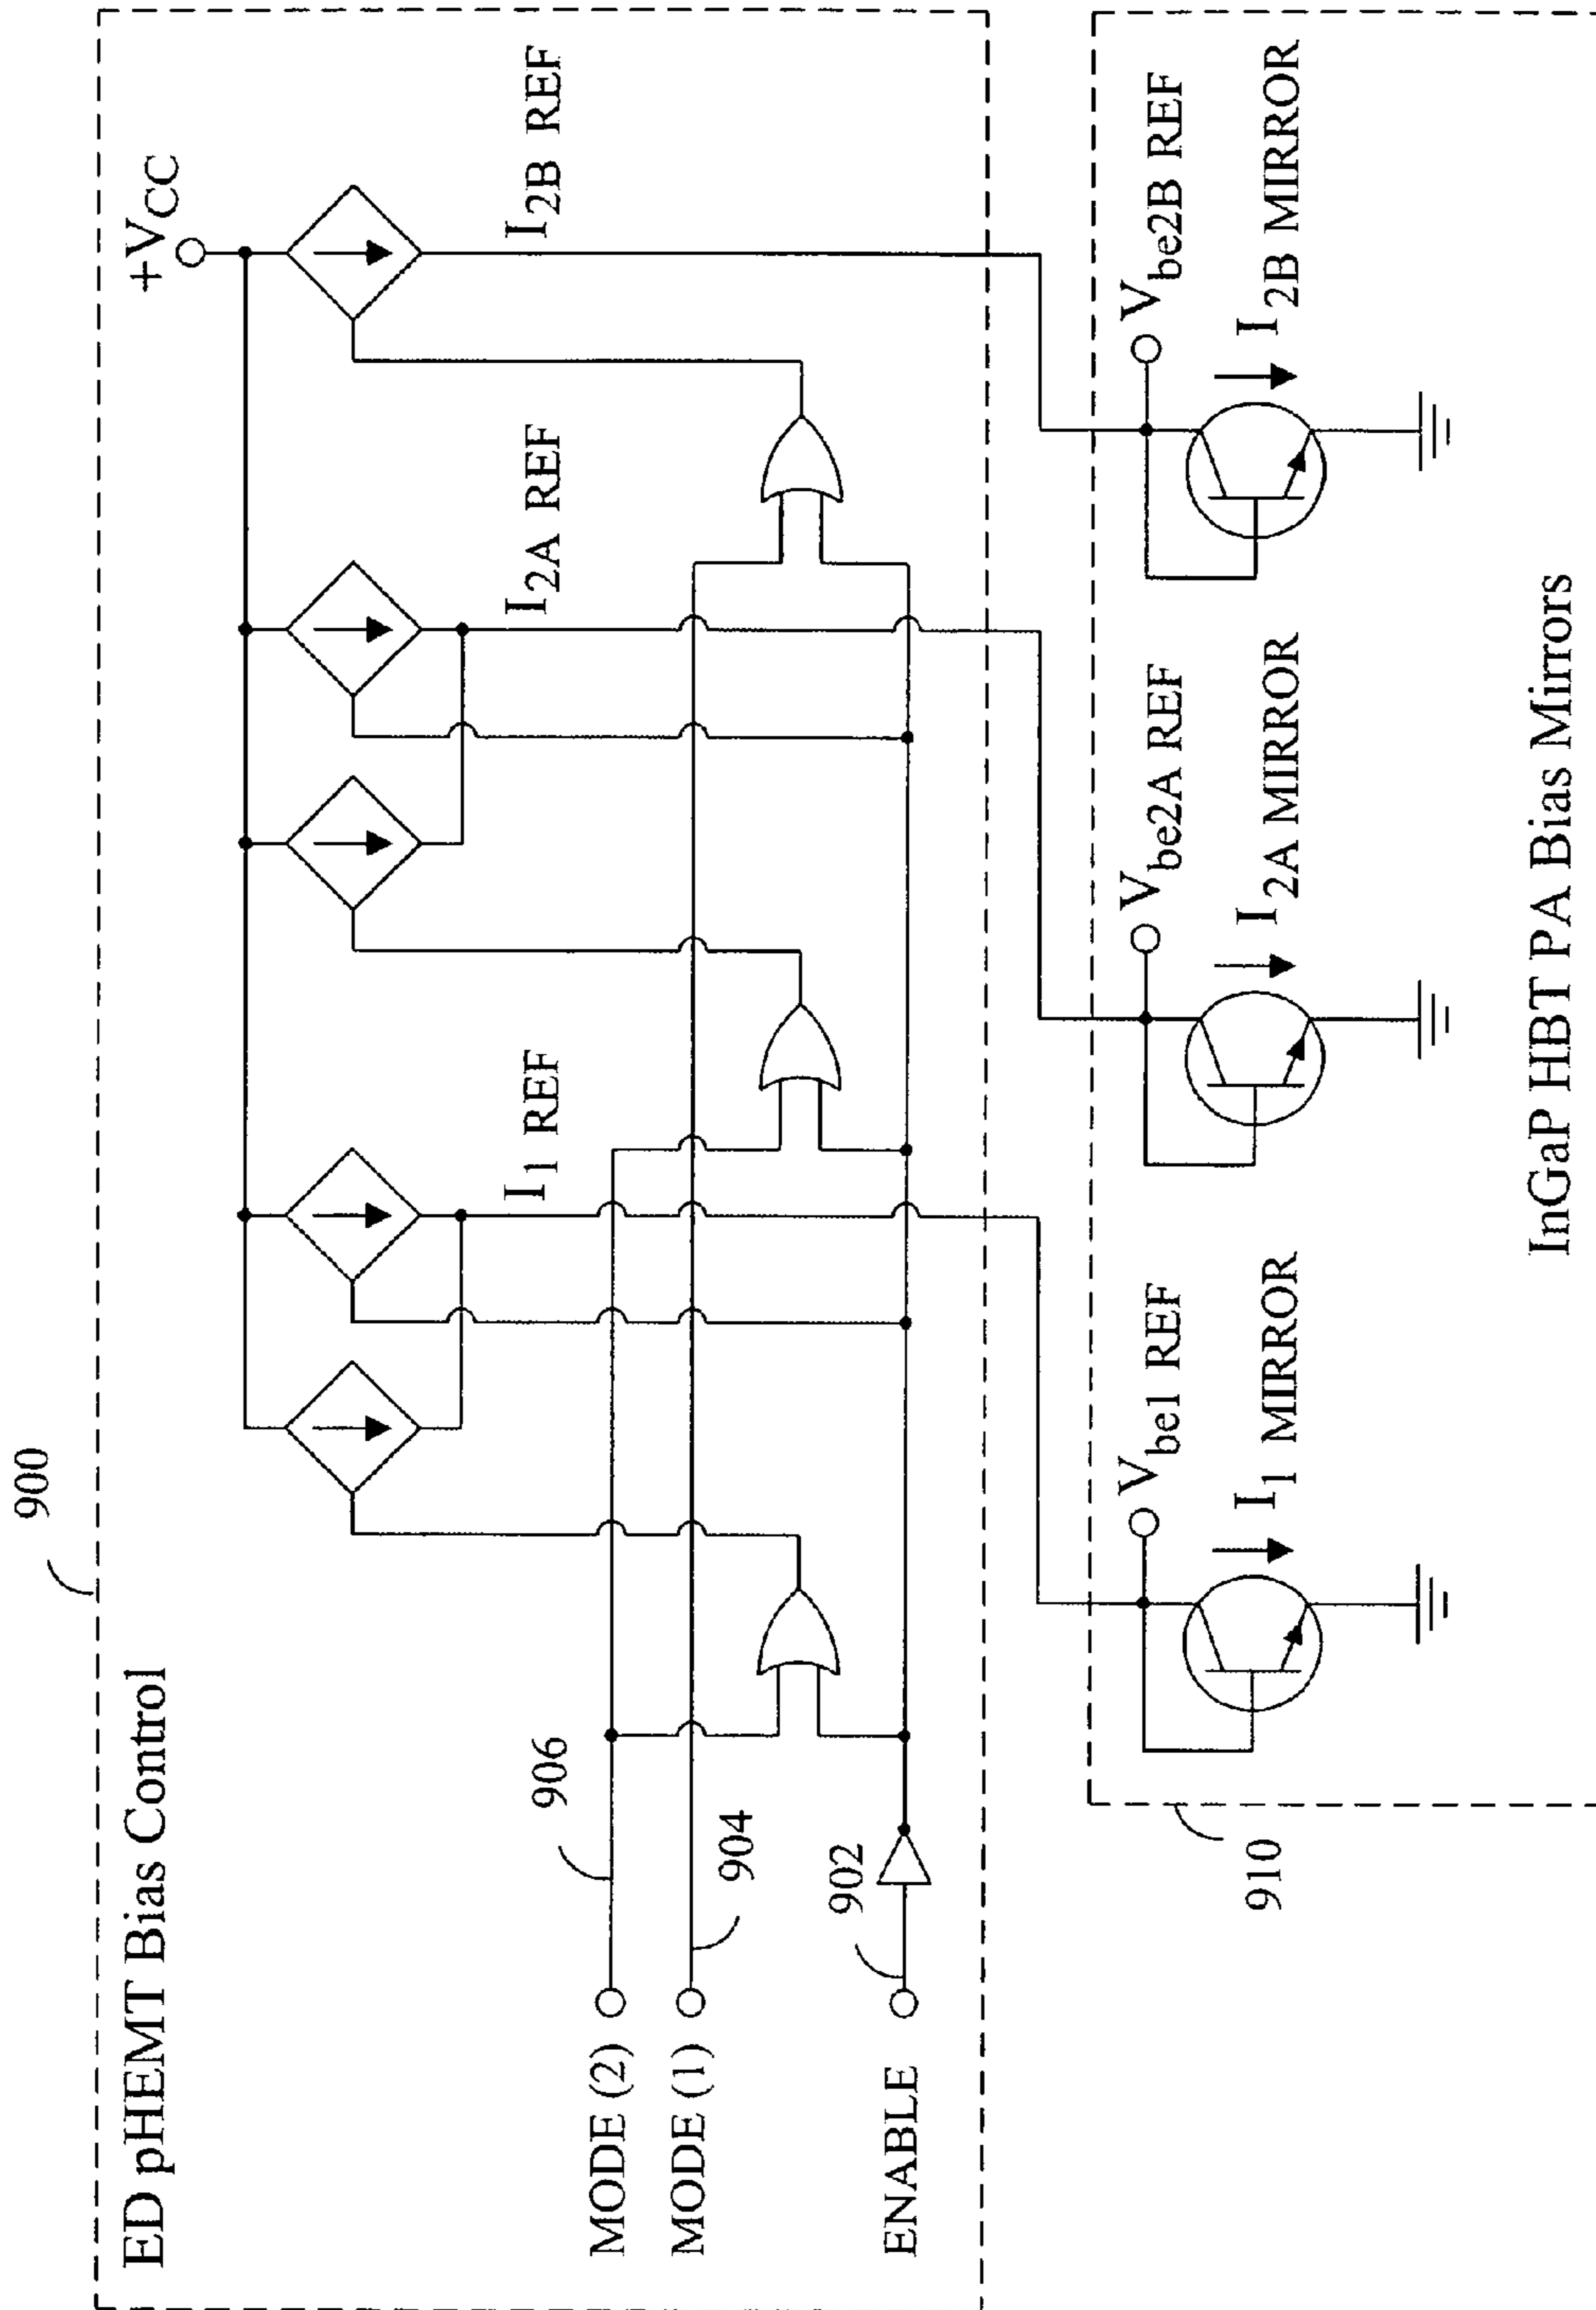 900
ED pHEMT Bias Control
+VCC
I1 REF
I2A REF
I2B REF
MODE (2)
906
MODE (1)
904
ENABLE
902
910
Vbe1 REF
I1 MIRROR
Vbe2A REF
I2A MIRROR
Vbe2B REF
I2B MIRROR
InGaP HBT PA Bias Mirrors